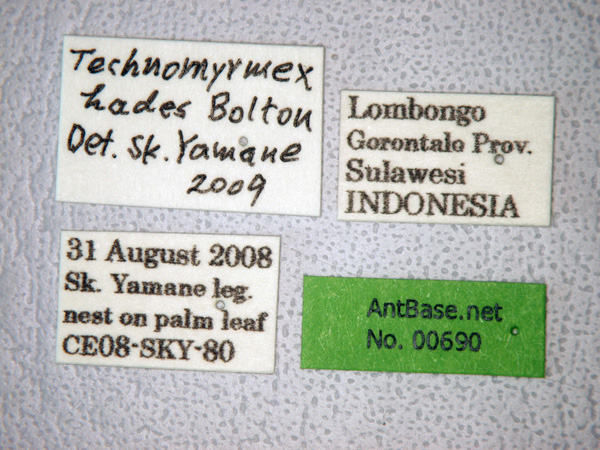 Technomyrmex
hades Bolton
Det. Sk. Yamane
2009
Lombongo
Gorontalo Prov.
Sulawesi
INDONESIA
31 August 2008
Sk. Yamane leg.
nest on palm leaf
CE08-SKY-80
AntBase.net
No. 00690